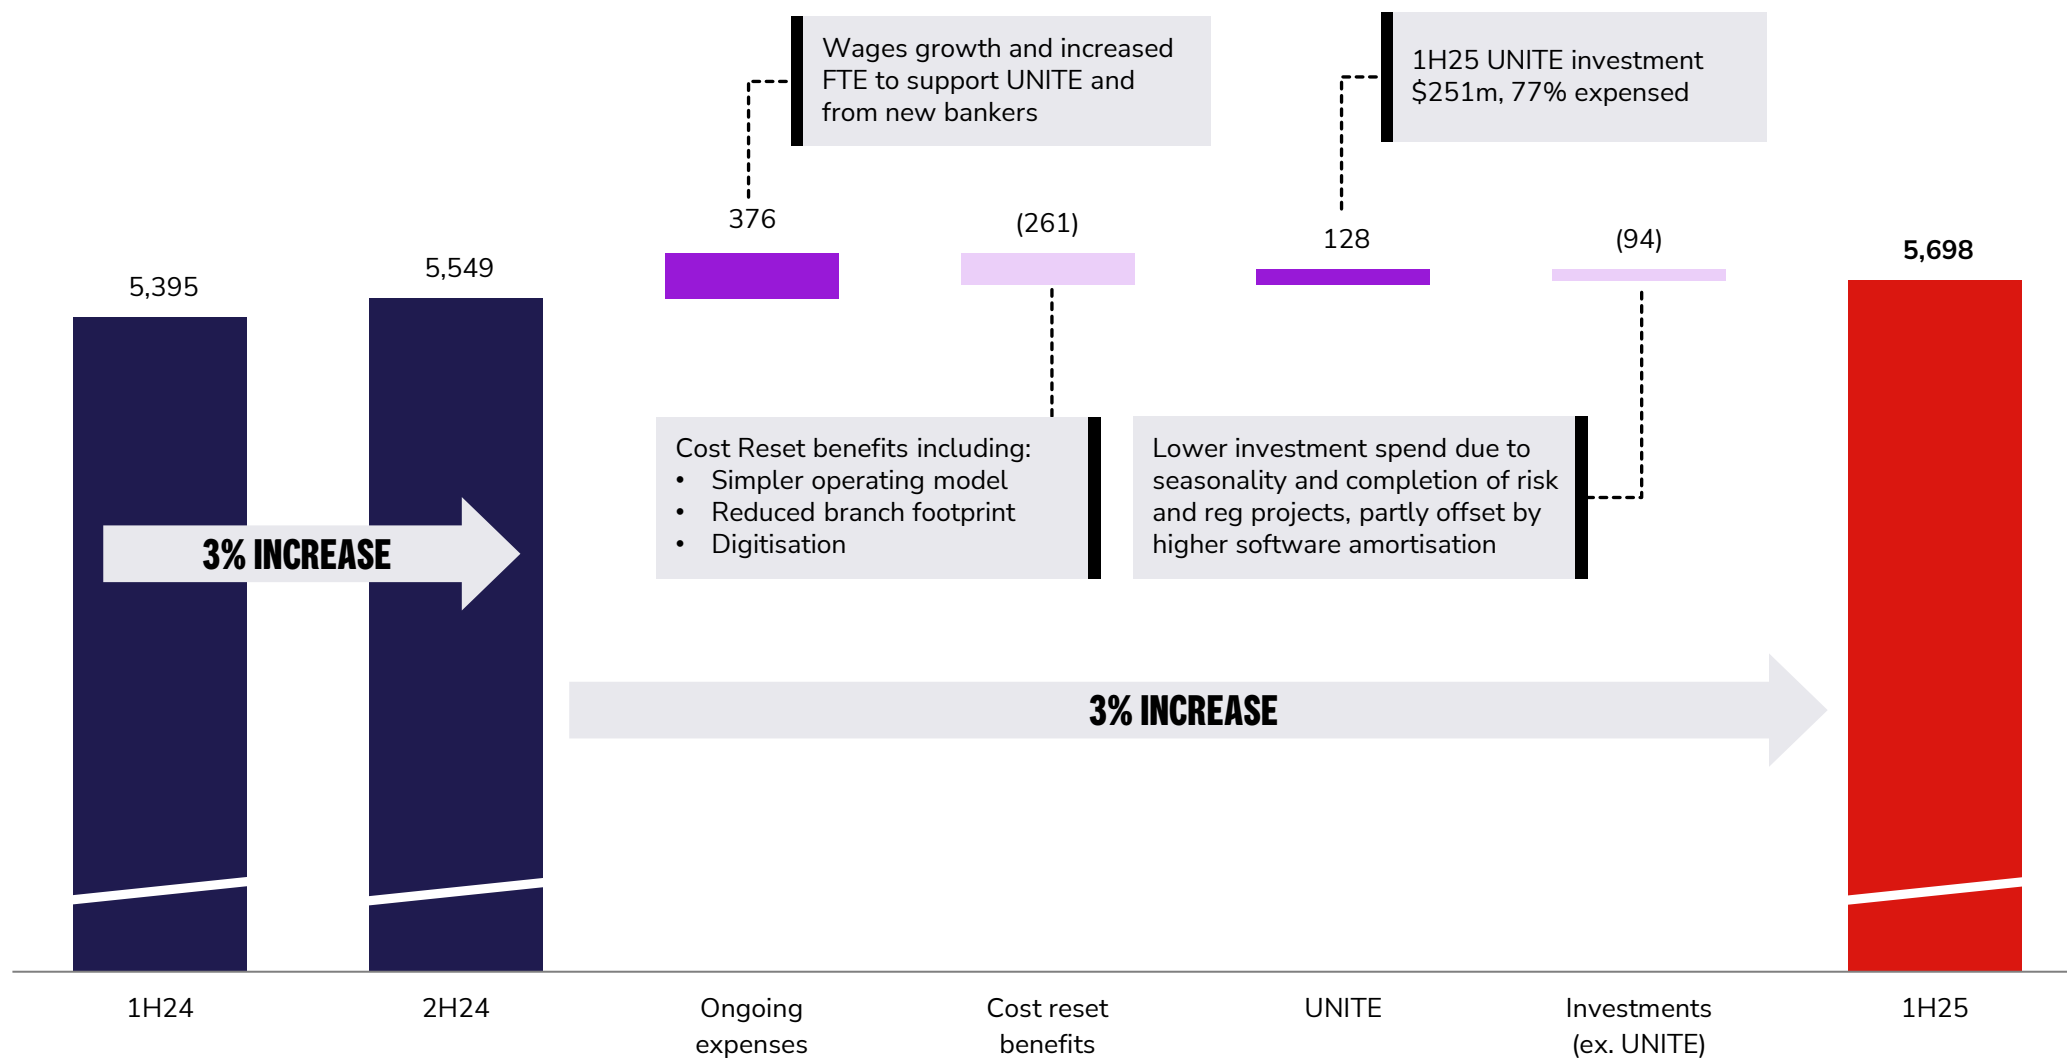 Wages growth and increased
FTE to support UNITE and
from new bankers
1H25 UNITE investment
$251m, 77% expensed
5,395
5,549
376
(261)
128
(94)
5,698
Cost Reset benefits including:
• Simpler operating model
• Reduced branch footprint
• Digitisation
Lower investment spend due to
seasonality and completion of risk
and reg projects, partly offset by
higher software amortisation
3% INCREASE
3% INCREASE
1H24
2H24
Ongoing
expenses
Cost reset
benefits
UNITE
Investments
(ex. UNITE)
1H25